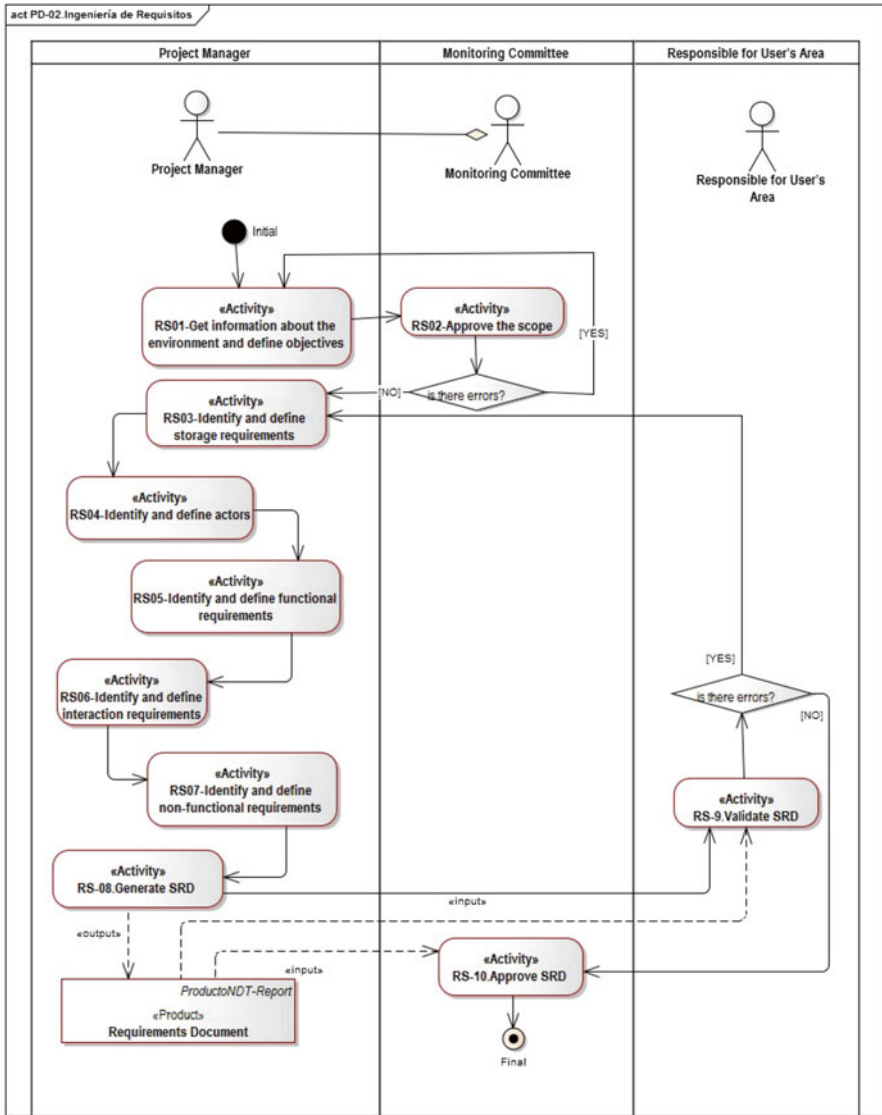 act PD-02.Ingeniería de Requisitos
Project Manager
Monitoring Committee
Responsible for User's Area
Project Manager
Monitoring Committee
Responsible for User's
Area
Initial
«Activity»
RS01-Get information about the
environment and define objectives
«Activity»
RS02-Approve the scope
[YES]
is there errors?
[NO]
«Activity»
RS03-Identify and define
storage requirements
«Activity»
RS04-Identify and define actors
«Activity»
RS05-Identify and define functional
requirements
«Activity»
RS06-Identify and define
interaction requirements
«Activity»
RS07-Identify and define
non-functional requirements
[YES]
is there errors?
[NO]
«Activity»
RS-9.Validate SRD
«Activity»
RS-08.Generate SRD
«input»
«output»
«input»
«Activity»
RS-10.Approve SRD
ProductoNDT-Report
«Product»
Requirements Document
Final